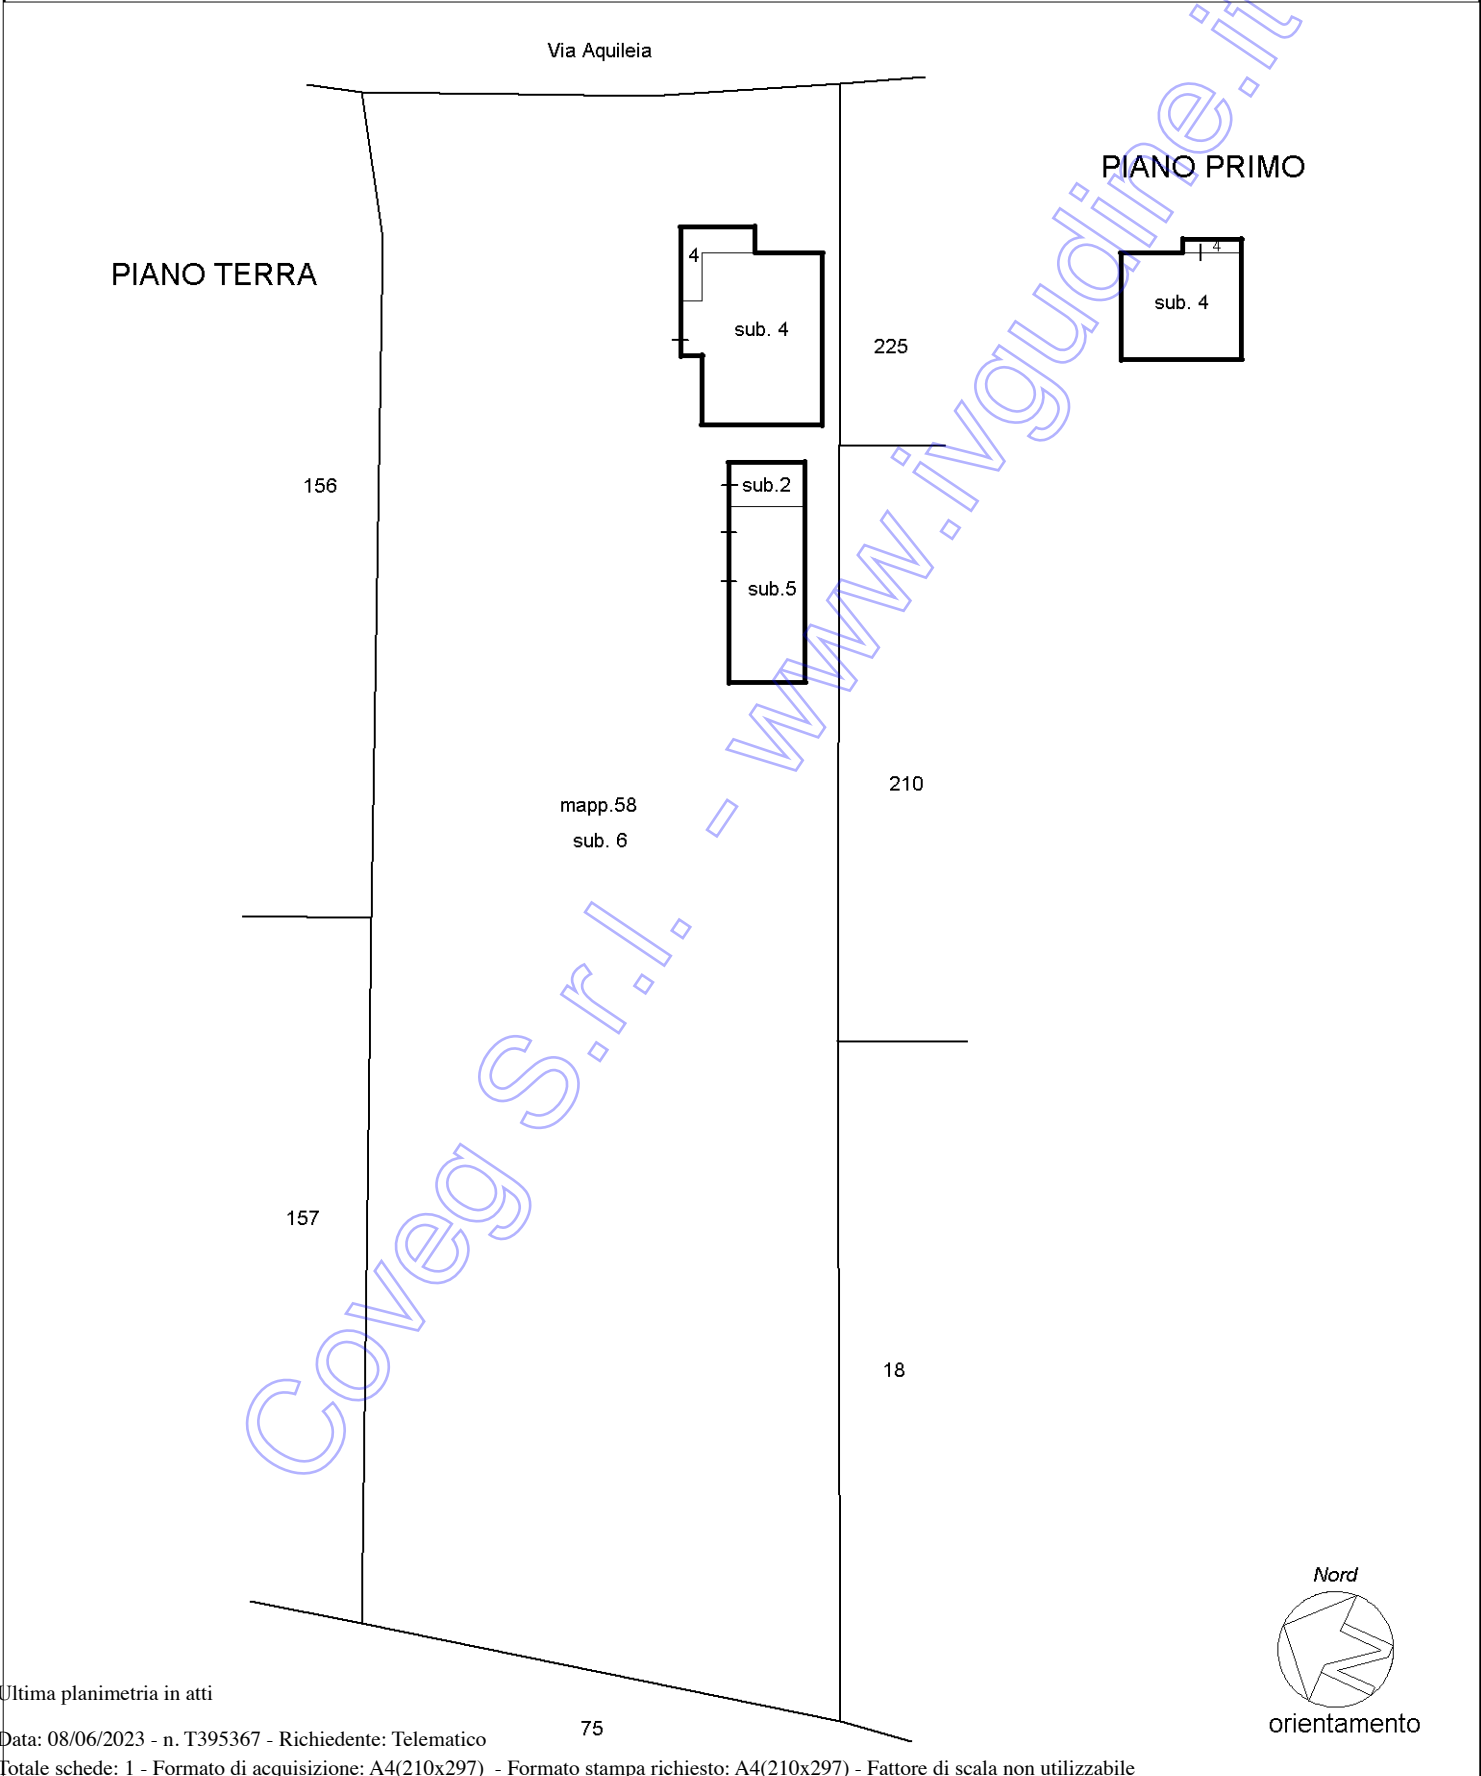 Via Aquileia
PIANO PRIMO
PIANO TERRA
4
sub. 4
4
sub. 4
225
156
sub.2
sub.5
210
mapp.58
sub. 6
157
18
Nord
orientamento
75
Ultima planimetria in atti
Data: 08/06/2023 - n. T395367 - Richiedente: Telematico
Totale schede: 1 - Formato di acquisizione: A4(210x297) - Formato stampa richiesto: A4(210x297) - Fattore di scala non utilizzabile
Coveg S.r.l. - www.ivgudine.it